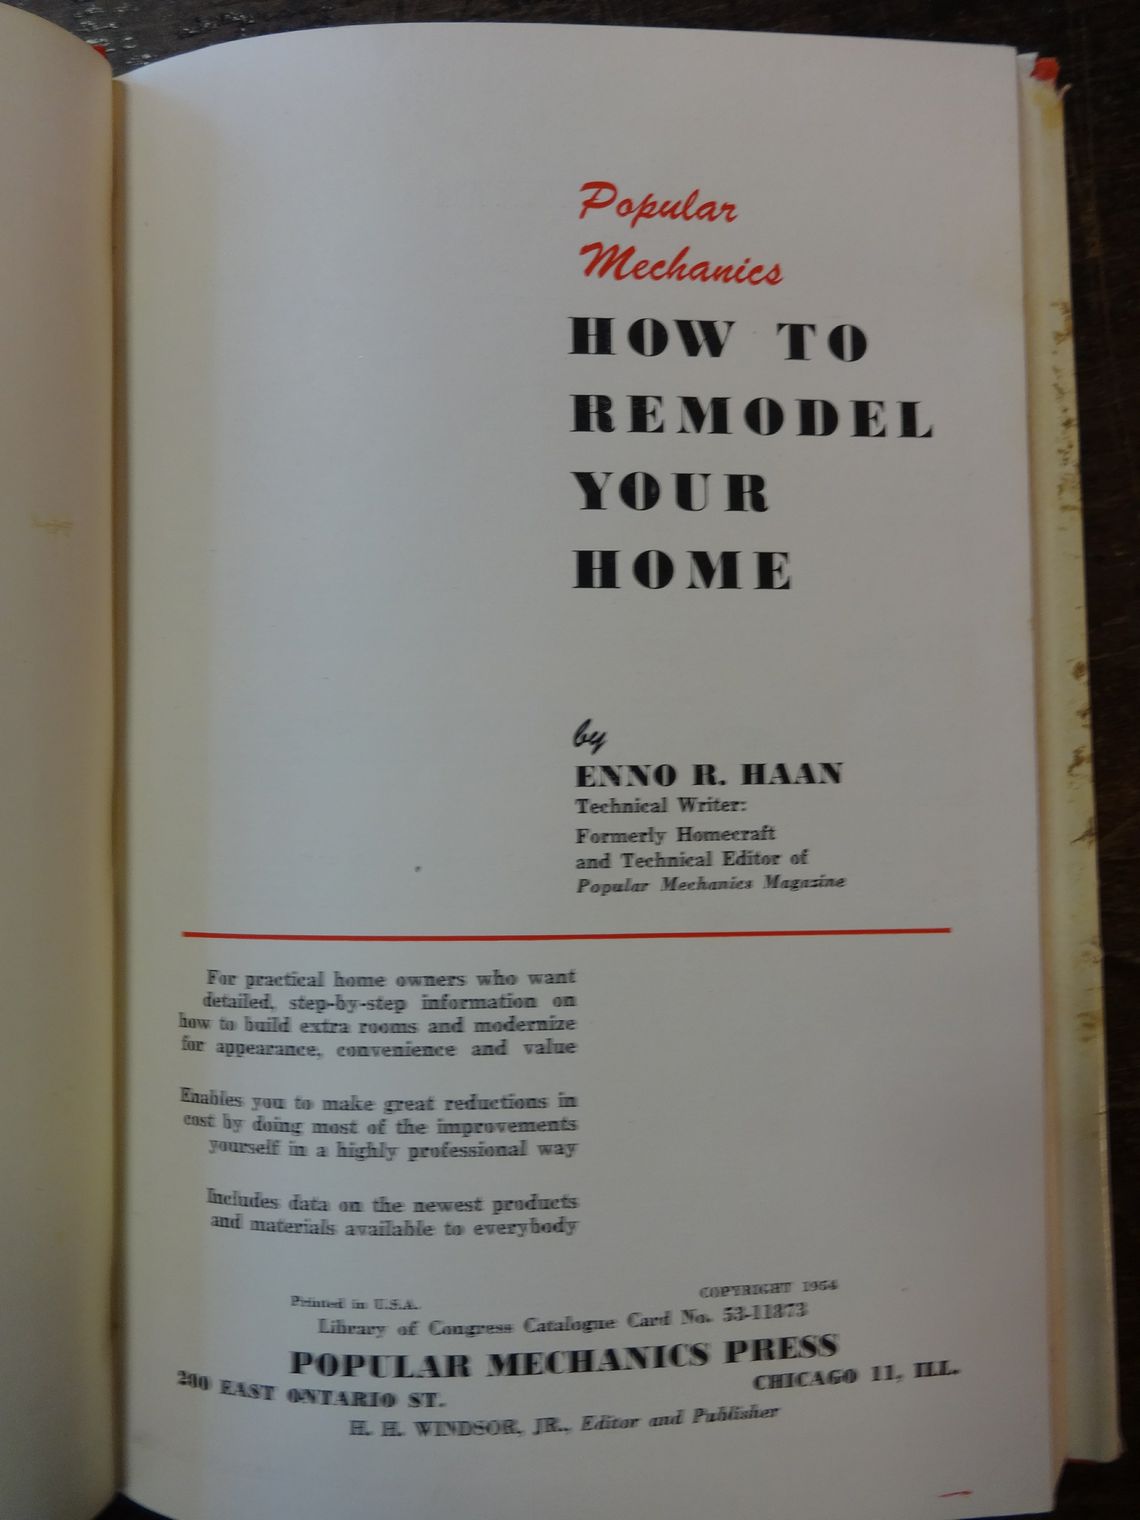 Popular
Mechanics
HOW TO
REMODEL
YOUR
HOME
by
ENNO R. HAAN
Technical Writer:
Formerly Homecraft
and Technical Editor of
Popular Mechanics Magazine
For practical home owners who want
detailed, step-by-step information on
how to build extra rooms and modernize
for appearance, convenience and value
Enables you to make great reductions in
cost by doing most of the improvements
yourself in a highly professional way
Includes data on the newest products
and materials available to everybody
Printed in U.S.A. COPYRIGHT 1954
Library of Congress Catalogue Card No. 53-11873
POPULAR MECHANICS PRESS
200 EAST ONTARIO ST. CHICAGO 11, ILL.
H. H. WINDSOR, JR., Editor and Publisher